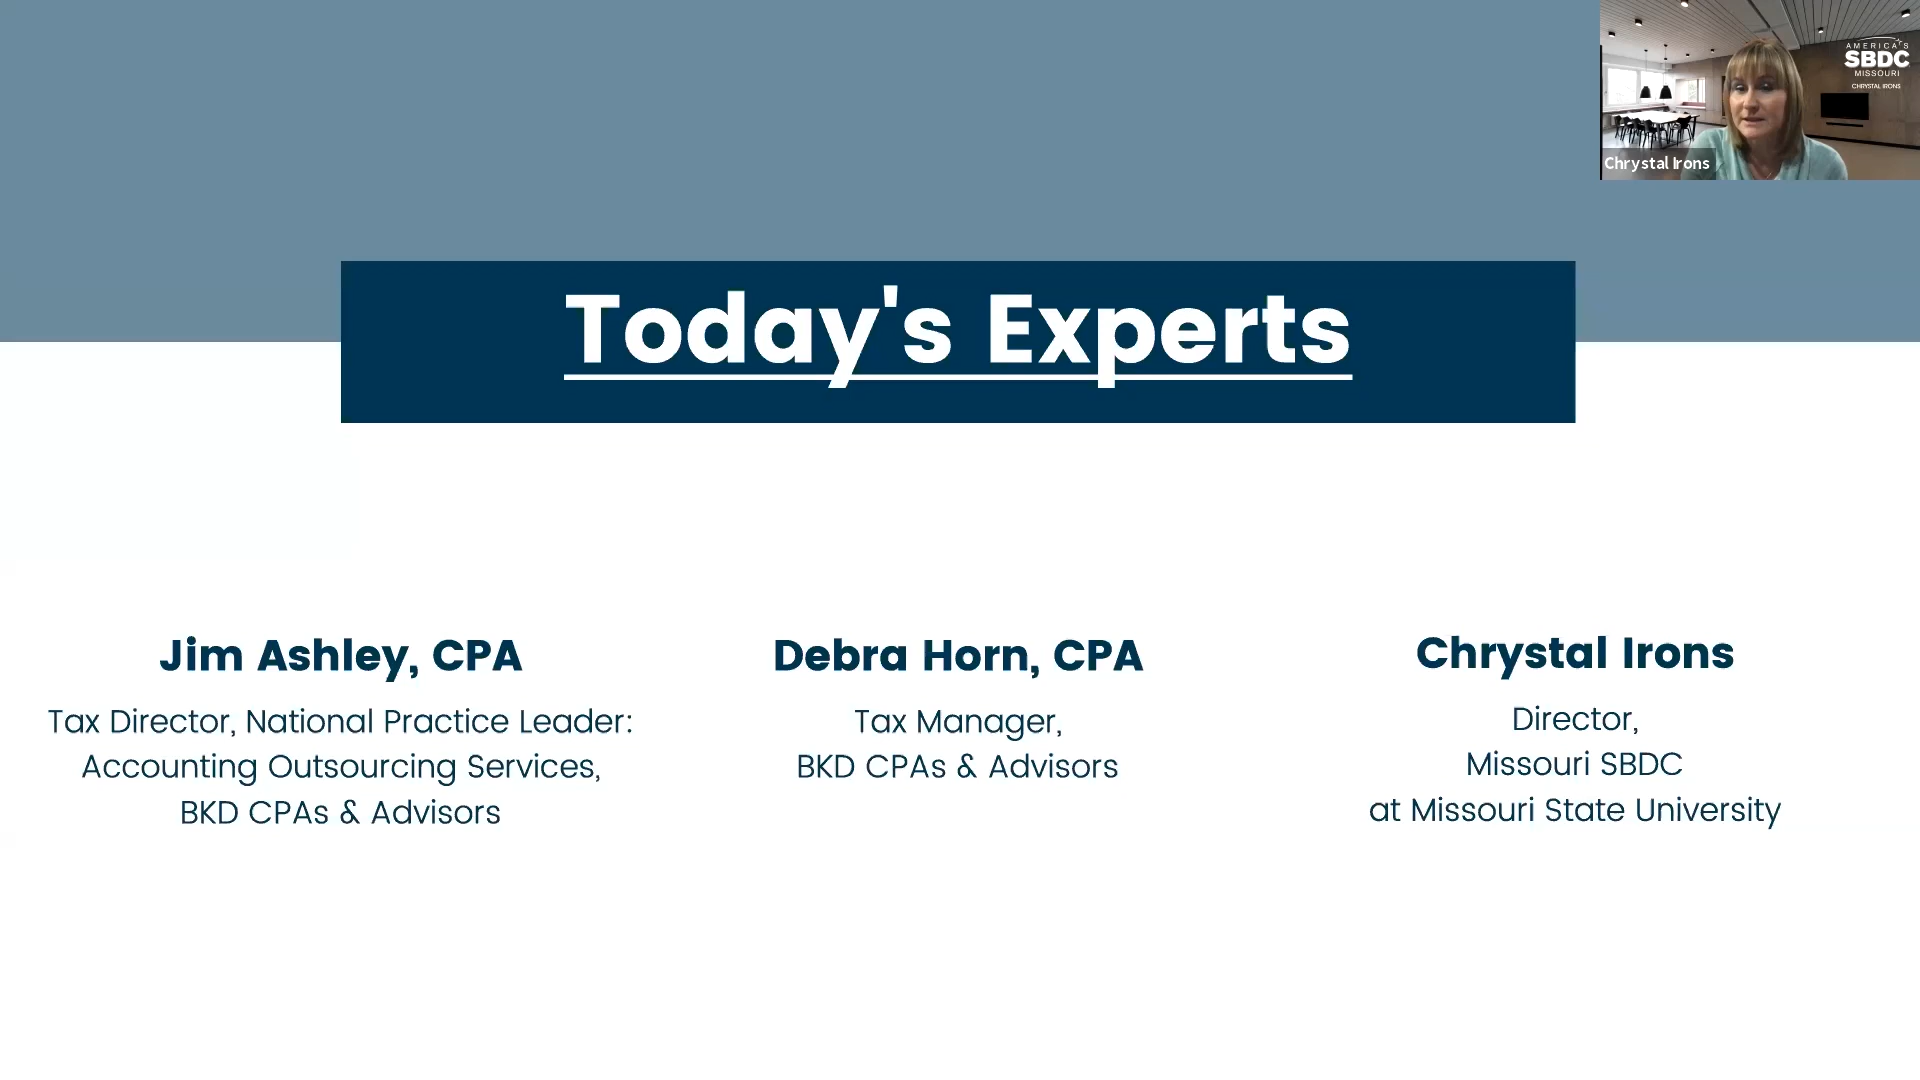 AMERICA'S
SBDC
MISSOURI
CHRYSTAL IRONS
Chrystal Irons
Today's Experts
Jim Ashley, CPA
Tax Director, National Practice Leader:
Accounting Outsourcing Services,
BKD CPAs & Advisors
Debra Horn, CPA
Tax Manager,
BKD CPAs & Advisors
Chrystal Irons
Director,
Missouri SBDC
at Missouri State University